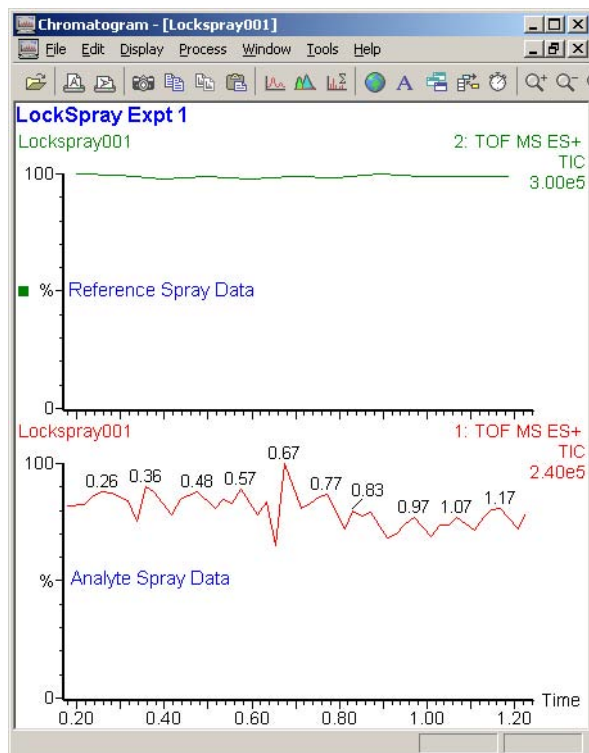 Chromatogram - [Lockspray001]
File Edit Display Process Window Tools Help
LockSpray Expt 1
Lockspray001
2: TOF MS ES+
TIC
3.00e5
100
%
Reference Spray Data
0
Lockspray001
1: TOF MS ES+
TIC
2.40e5
100
0.26 0.36 0.48 0.57 0.67 0.77 0.83 0.97 1.07 1.17
%
Analyte Spray Data
0
Time
0.20 0.40 0.60 0.80 1.00 1.20